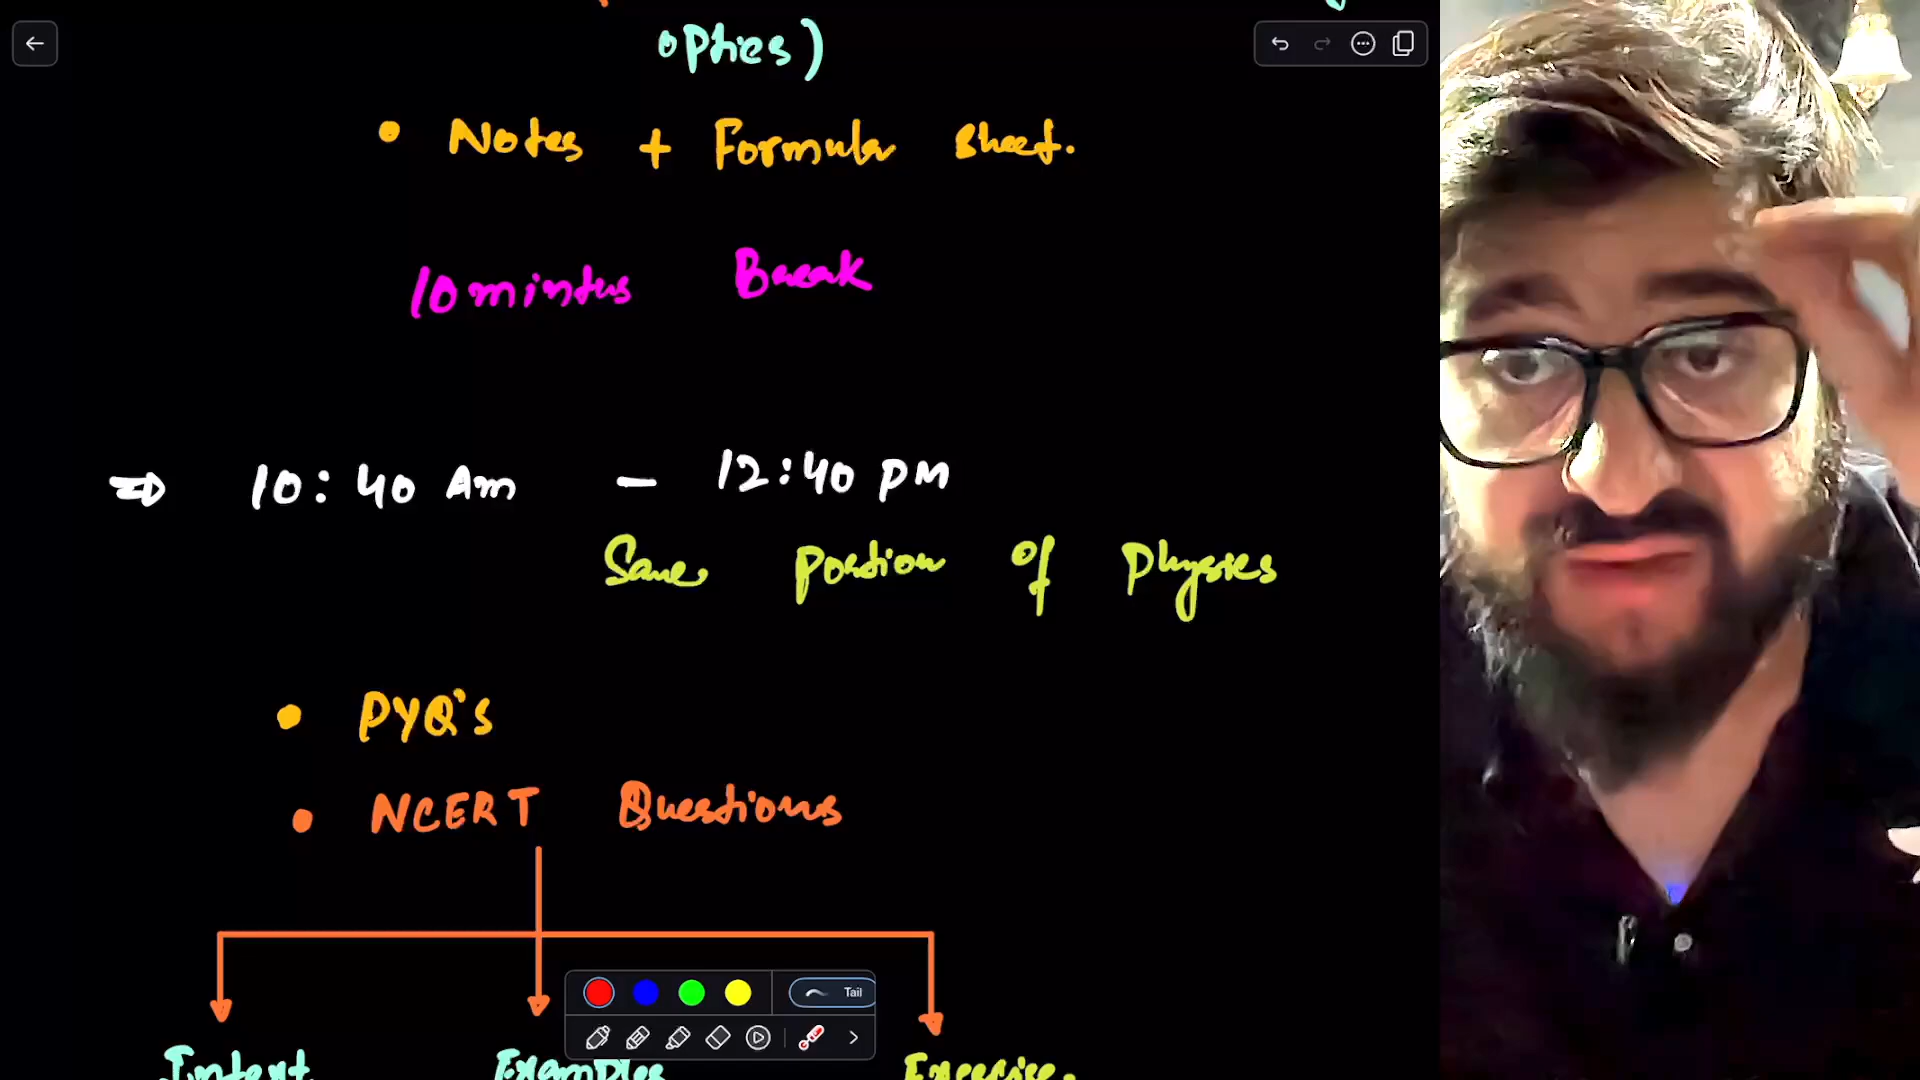 optics)
• Notes + Formula sheet.
10 mintus Break
⇒ 10:40 Am – 12:40 PM
Same portion of Physics
• PYQ's
• NCERT Questions
Tail
Intext Examples Exercise.